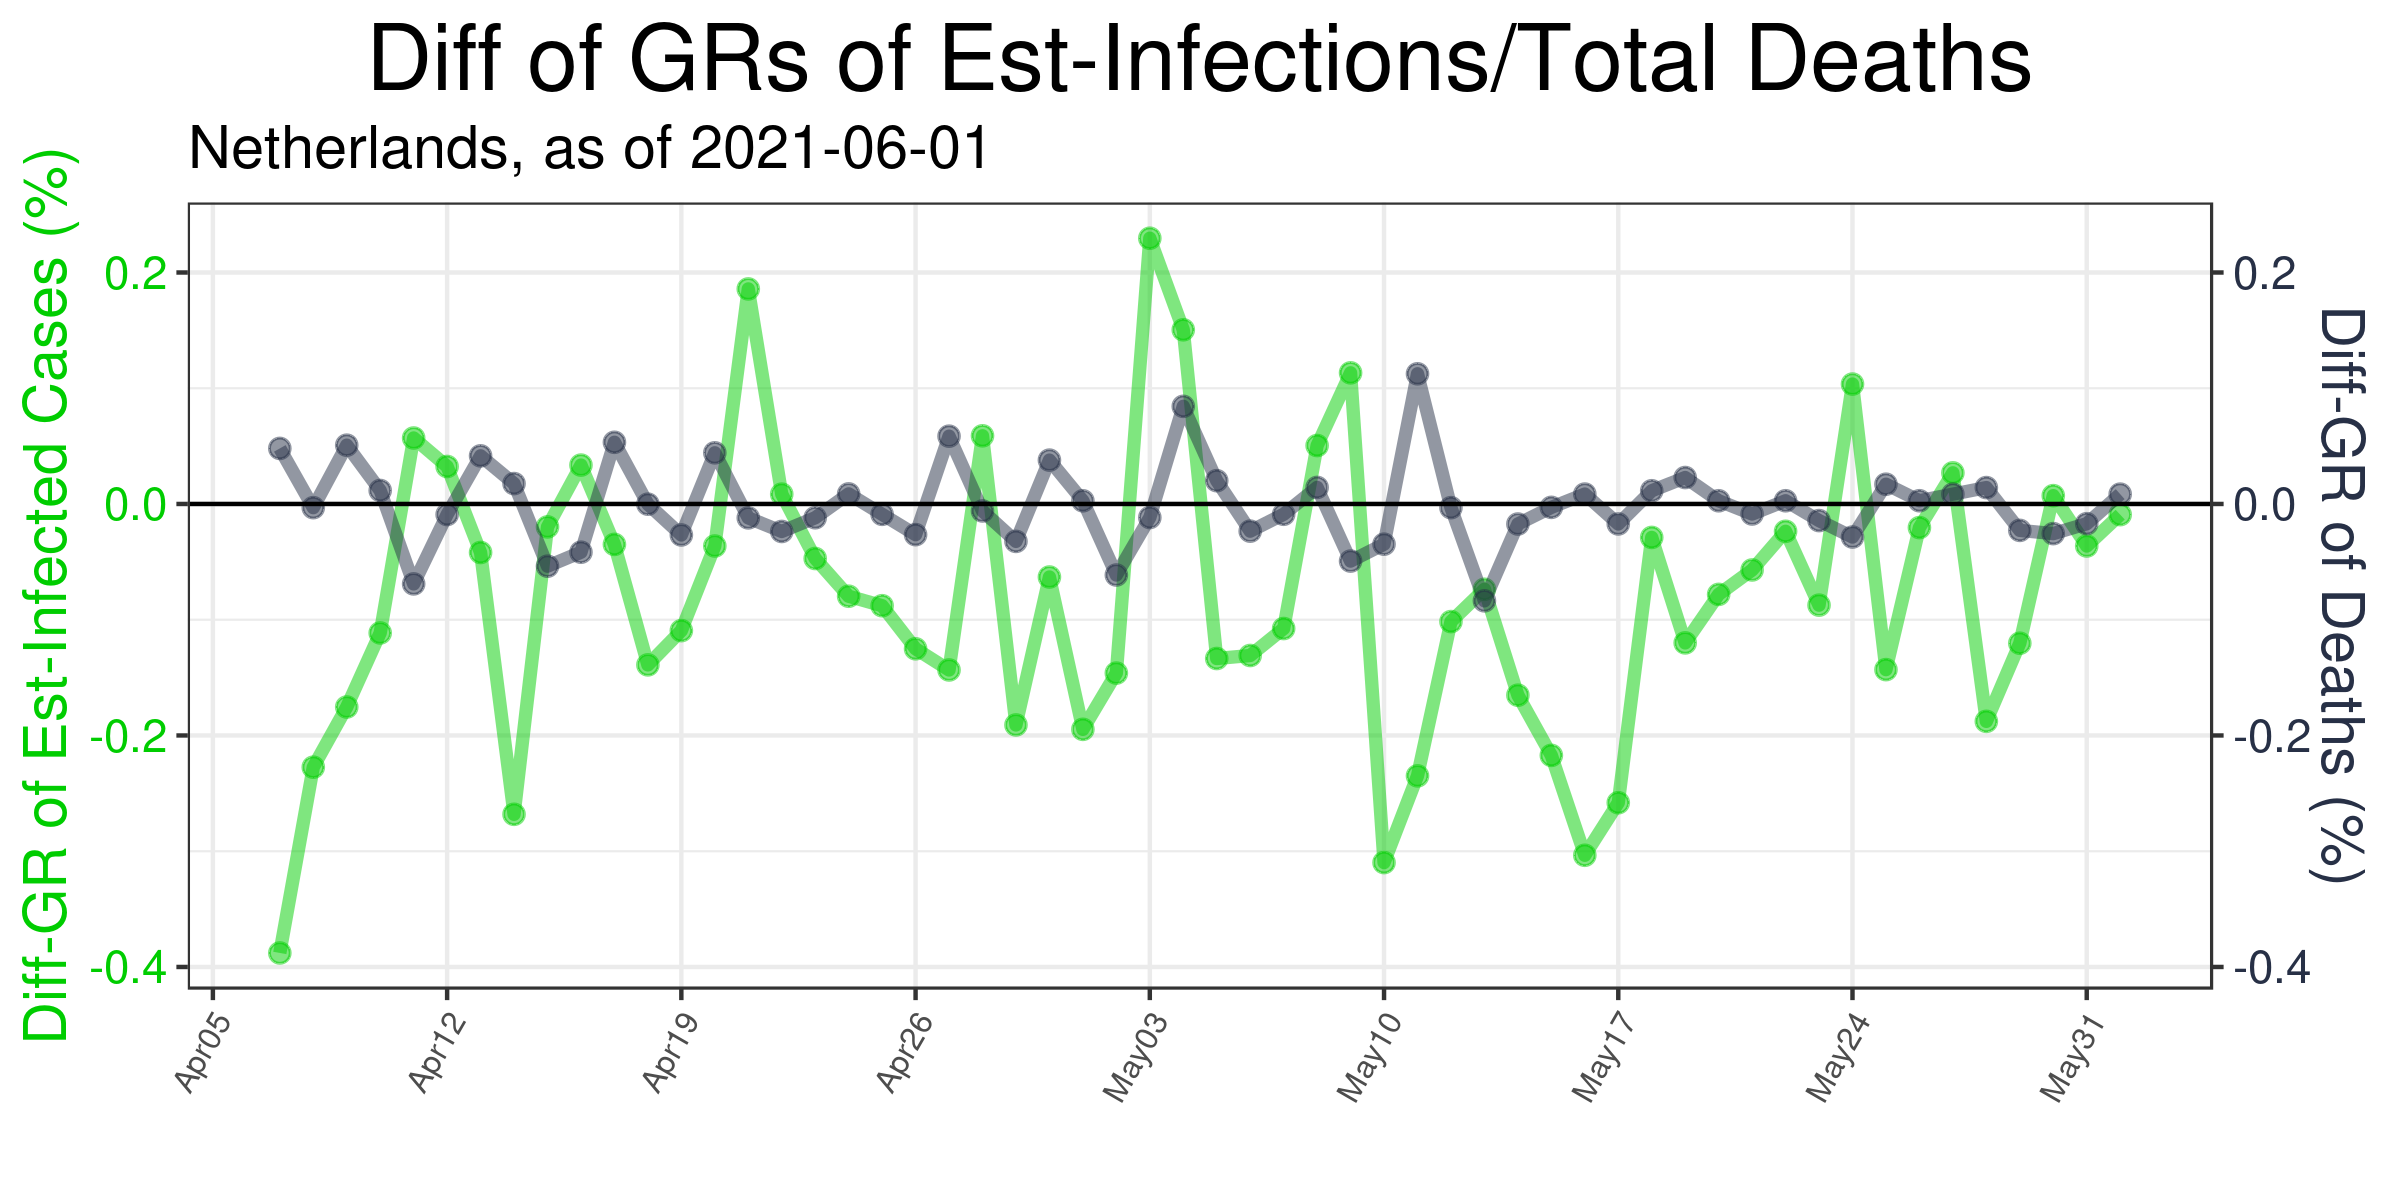 Diff of GRs of Est-Infections/Total Deaths
Netherlands, as of 2021-06-01
Diff-GR of Est-Infected Cases (%)
0.2
0.0
-0.2
-0.4
0.2
0.0
-0.2
-0.4
Diff-GR of Deaths (%)
Apr05
Apr12
Apr19
Apr26
May03
May10
May17
May24
May31